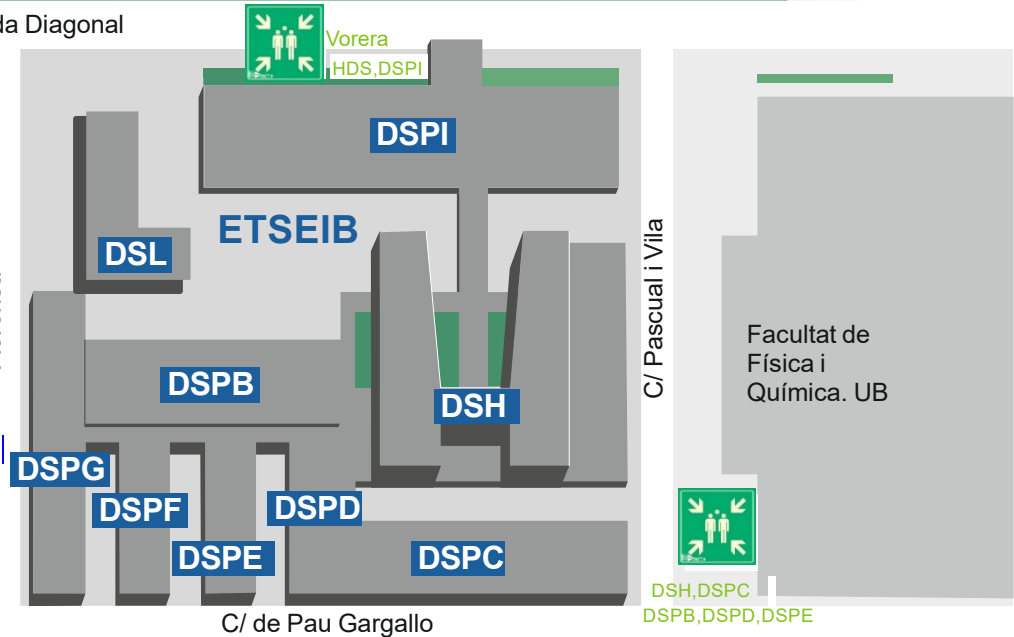 da Diagonal
Vorera
HDS,DSPI
DSPI
ETSEIB
DSL
C/ Pascual i Vila
Facultat de
Física i
Química. UB
DSPB
DSH
DSPG
DSPF
DSPD
DSPE
DSPC
DSH,DSPC
DSPB,DSPD,DSPE
C/ de Pau Gargallo